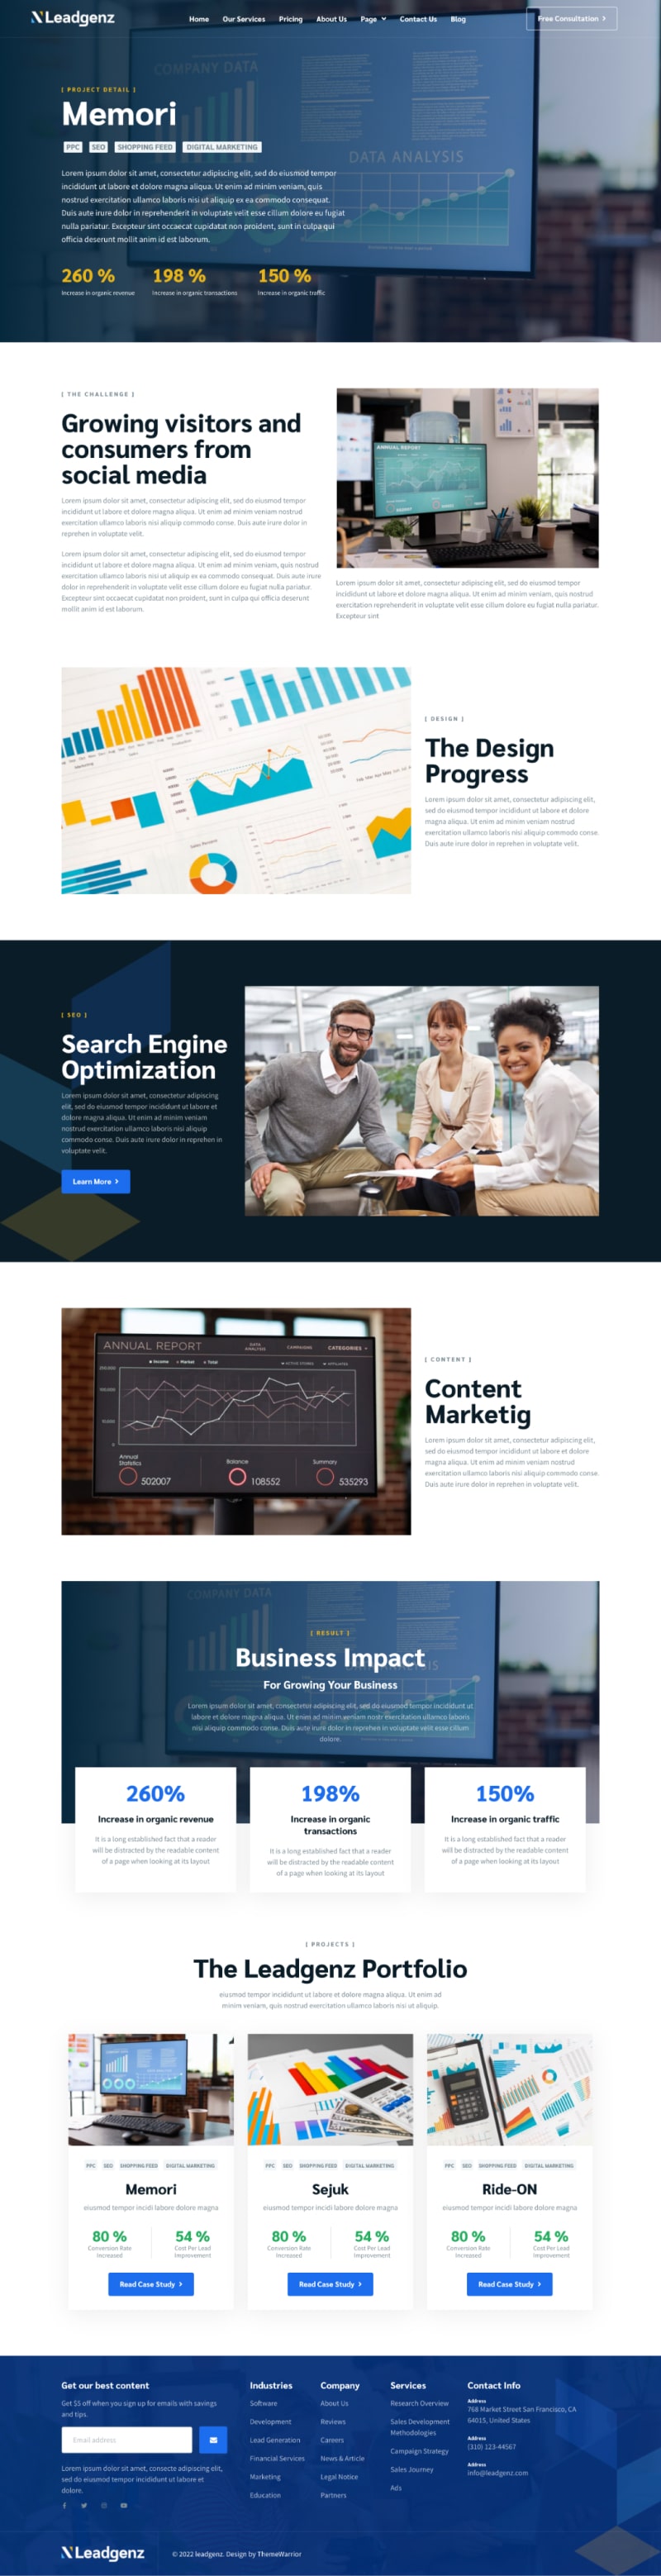 Leadgenz
Home Our Services Pricing About Us Page Contact Us Blog
Free Consultation
COMPANY DATA
[ PROJECT DETAIL ]
Memori
PPC SEO SHOPPING FEED DIGITAL MARKETING
DATA ANALYSIS
Lorem ipsum dolor sit amet, consectetur adipiscing elit, sed do eiusmod tempor
incididunt ut labore et dolore magna aliqua. Ut enim ad minim veniam, quis
nostrud exercitation ullamco laboris nisi ut aliquip ex ea commodo consequat.
Duis aute irure dolor in reprehenderit in voluptate velit esse cillum dolore eu fugiat
nulla pariatur. Excepteur sint occaecat cupidatat non proident, sunt in culpa qui
officia deserunt mollit anim id est laborum.
260 % 198 % 150 %
Increase in organic revenue Increase in organic transactions Increase in organic traffic
[ THE CHALLENGE ]
Growing visitors and
consumers from
social media
Lorem ipsum dolor sit amet, consectetur adipiscing elit, sed do eiusmod tempor
incididunt ut labore et dolore magna aliqua. Ut enim ad minim veniam nostrud
exercitation ullamco laboris nisi aliquip commodo conse. Duis aute irure dolor in
reprehen in voluptate velit.
Lorem ipsum dolor sit amet, consectetur adipiscing elit, sed do eiusmod tempor
incididunt ut labore et dolore magna aliqua. Ut enim ad minim veniam, quis nostrud
exercitation ullamco laboris nisi ut aliquip ex ea commodo consequat. Duis aute irure
dolor in reprehenderit in voluptate velit esse cillum dolore eu fugiat nulla pariatur.
Excepteur sint occaecat cupidatat non proident, sunt in culpa qui officia deserunt
mollit anim id est laborum.
ANNUAL REPORT
Lorem ipsum dolor sit amet, consectetur adipiscing elit, sed do eiusmod tempor
incididunt ut labore et dolore magna aliqua. Ut enim ad minim veniam, quis nostrud
exercitation reprehenderit in voluptate velit esse cillum dolore eu fugiat nulla pariatur.
Excepteur sint
[ DESIGN ]
The Design
Progress
Lorem ipsum dolor sit amet, consectetur adipiscing elit,
sed do eiusmod tempor incididunt ut labore et dolore
magna aliqua. Ut enim ad minim veniam nostrud
exercitation ullamco laboris nisi aliquip commodo conse.
Duis aute irure dolor in reprehen in voluptate velit.
[ SEO ]
Search Engine
Optimization
Lorem ipsum dolor sit amet, consectetur adipiscing
elit, sed do eiusmod tempor incididunt ut labore et
dolore magna aliqua. Ut enim ad minim veniam
nostrud exercitation ullamco laboris nisi aliquip
commodo conse. Duis aute irure dolor in reprehen in
voluptate velit.
Learn More
ANNUAL REPORT
DATA ANALYSIS CAMPAIGNS CATEGORIES
Income Market Total
Annual Statistics Balance Summary
502007 108552 535293
[ CONTENT ]
Content
Marketig
Lorem ipsum dolor sit amet, consectetur adipiscing elit,
sed do eiusmod tempor incididunt ut labore et dolore
magna aliqua. Ut enim ad minim veniam nostrud
exercitation ullamco laboris nisi aliquip commodo conse.
Duis aute irure dolor in reprehen in voluptate velit.
COMPANY DATA
[ RESULT ]
Business Impact
For Growing Your Business
Lorem ipsum dolor sit amet, consectetur adipiscing elit, sed do eiusmod tempor incididunt ut
labore et dolore magna aliqua. Ut enim ad minim veniam nostrud exercitation ullamco laboris
nisi aliquip commodo conse. Duis aute irure dolor in reprehen in voluptate velit esse cillum
dolore.
260%
Increase in organic revenue
It is a long established fact that a reader
will be distracted by the readable content
of a page when looking at its layout
198%
Increase in organic
transactions
It is a long established fact that a reader
will be distracted by the readable content
of a page when looking at its layout
150%
Increase in organic traffic
It is a long established fact that a reader
will be distracted by the readable content
of a page when looking at its layout
[ PROJECTS ]
The Leadgenz Portfolio
eiusmod tempor incididunt ut labore et dolore magna aliqua. Ut enim ad
minim veniam, quis nostrud exercitation ullamco laboris nisi ut aliquip.
PPC SEO SHOPPING FEED DIGITAL MARKETING
Memori
eiusmod tempor incidi labore dolore magna
80 % 54 %
Conversion Rate Cost Per Lead
Increased Improvement
Read Case Study
PPC SEO SHOPPING FEED DIGITAL MARKETING
Sejuk
eiusmod tempor incidi labore dolore magna
80 % 54 %
Conversion Rate Cost Per Lead
Increased Improvement
Read Case Study
PPC SEO SHOPPING FEED DIGITAL MARKETING
Ride-ON
eiusmod tempor incidi labore dolore magna
80 % 54 %
Conversion Rate Cost Per Lead
Increased Improvement
Read Case Study
Get our best content
Get $5 off when you sign up for emails with savings
and tips.
Email address
Lorem ipsum dolor sit amet, consecte adipiscing elit,
sed do eiusmod tempor incididunt ut labore et
dolore.
Industries
Software
Development
Lead Generation
Financial Services
Marketing
Education
Company
About Us
Reviews
Careers
News & Article
Legal Notice
Partners
Services
Research Overview
Sales Development
Methodologies
Campaign Strategy
Sales Journey
Ads
Contact Info
Address
768 Market Street San Francisco, CA
64015, United States
Address
(310) 123-44567
Address
info@leadgenz.com
Leadgenz
© 2022 leadgenz. Design by ThemeWarrior